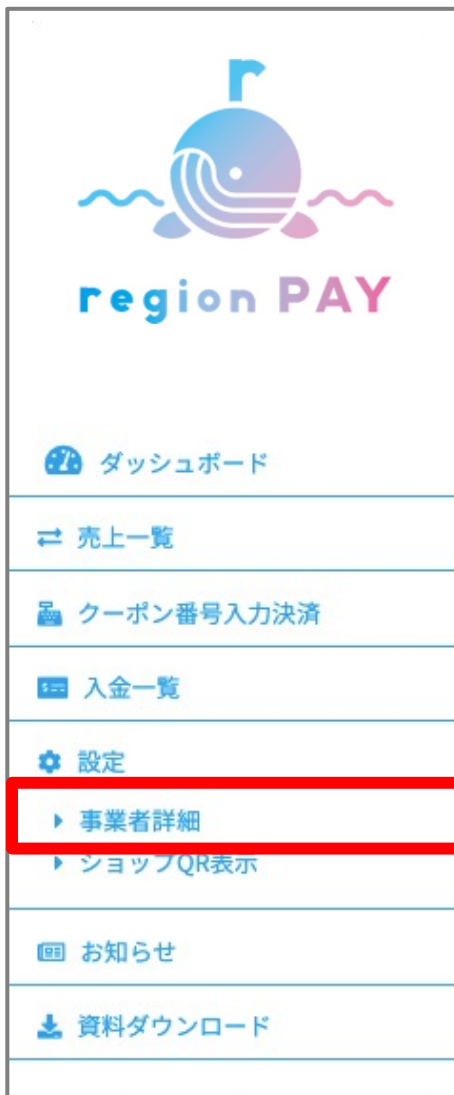 r
region PAY
ダッシュボード
売上一覧
クーポン番号入力決済
入金一覧
設定
事業者詳細
ショップQR表示
お知らせ
資料ダウンロード